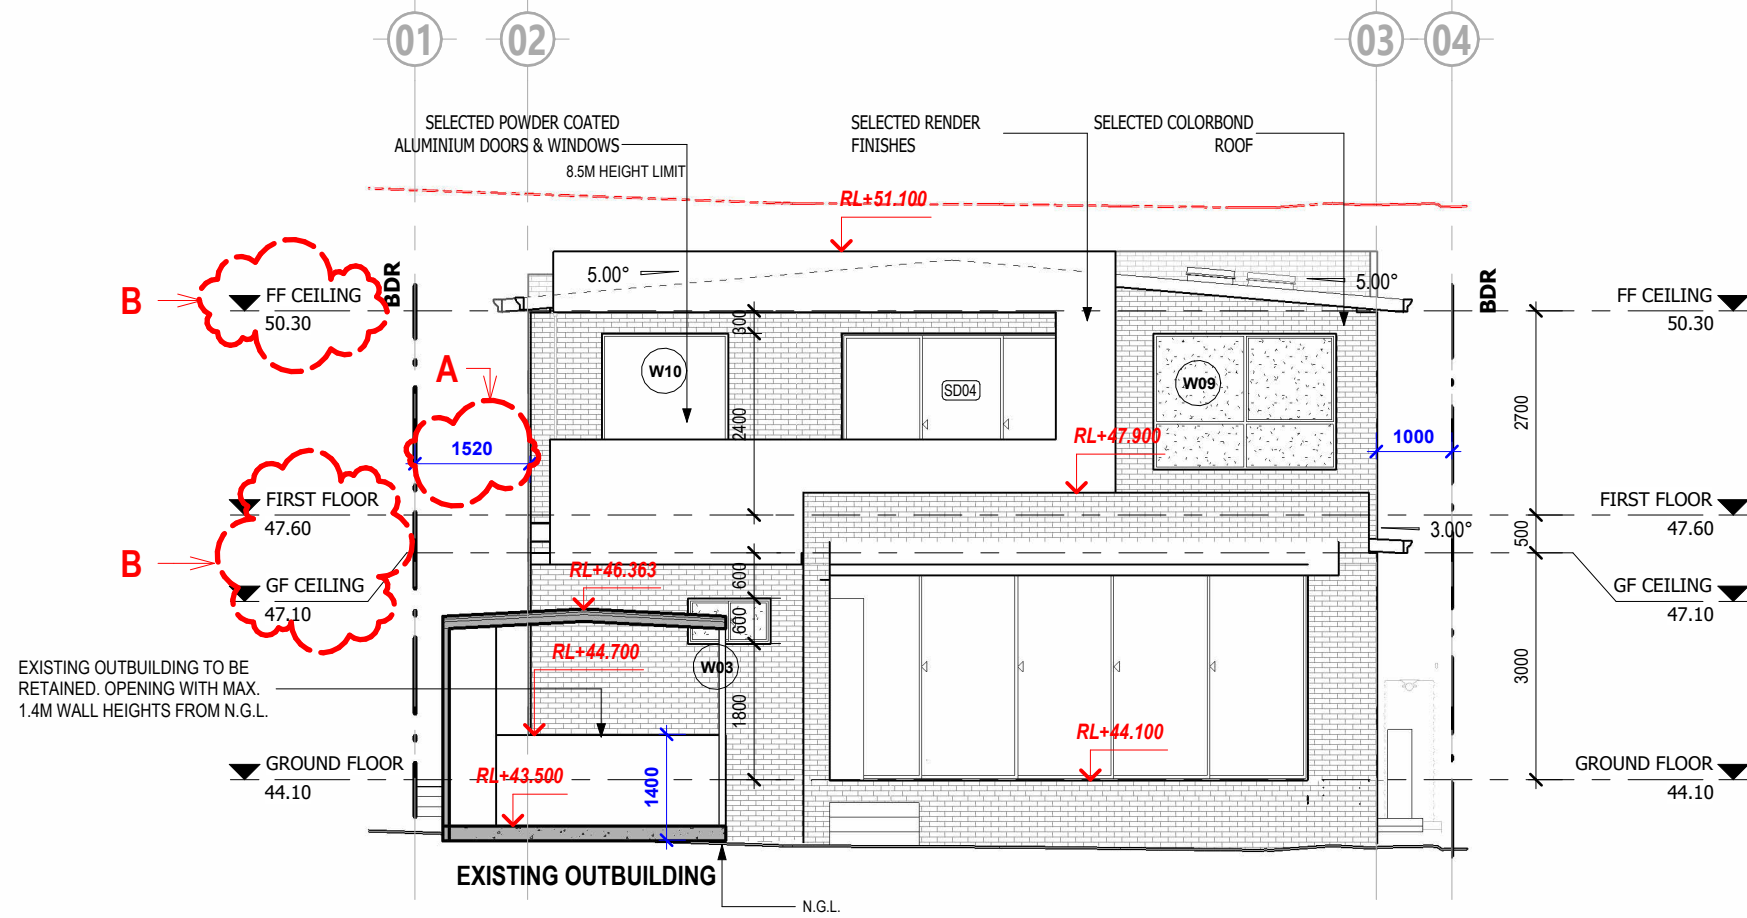 01
02
03
04
SELECTED POWDER COATED
ALUMINIUM DOORS & WINDOWS
8.5M HEIGHT LIMIT
SELECTED RENDER
FINISHES
SELECTED COLORBOND
ROOF
RL+51.100
B
FF CEILING
50.30
BDR
5.00°
5.00°
BDR
FF CEILING
50.30
300
A
W10
SD04
W09
2400
2700
1520
RL+47.900
1000
FIRST FLOOR
47.60
FIRST FLOOR
47.60
500
3.00°
B
GF CEILING
47.10
RL+46.363
600
600
GF CEILING
47.10
EXISTING OUTBUILDING TO BE
RETAINED. OPENING WITH MAX.
1.4M WALL HEIGHTS FROM N.G.L.
RL+44.700
W03
1800
3000
RL+44.100
GROUND FLOOR
44.10
RL+43.500
1400
GROUND FLOOR
44.10
EXISTING OUTBUILDING
N.G.L.